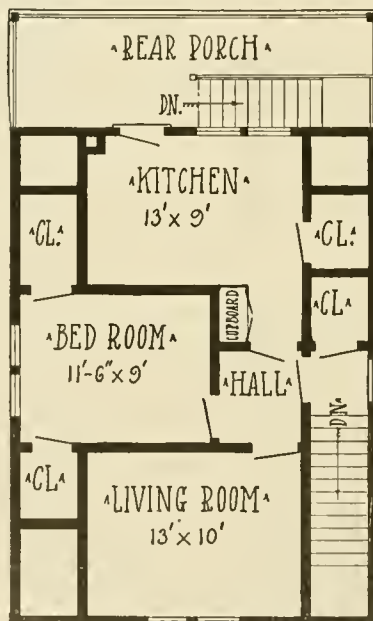 REAR PORCH
DN.
KITCHEN
13' x 9'
CL.
CL.
CL
CUPBOARD
BED ROOM
11'-6" x 9'
HALL
DN.
CL
LIVING ROOM
13' x 10'